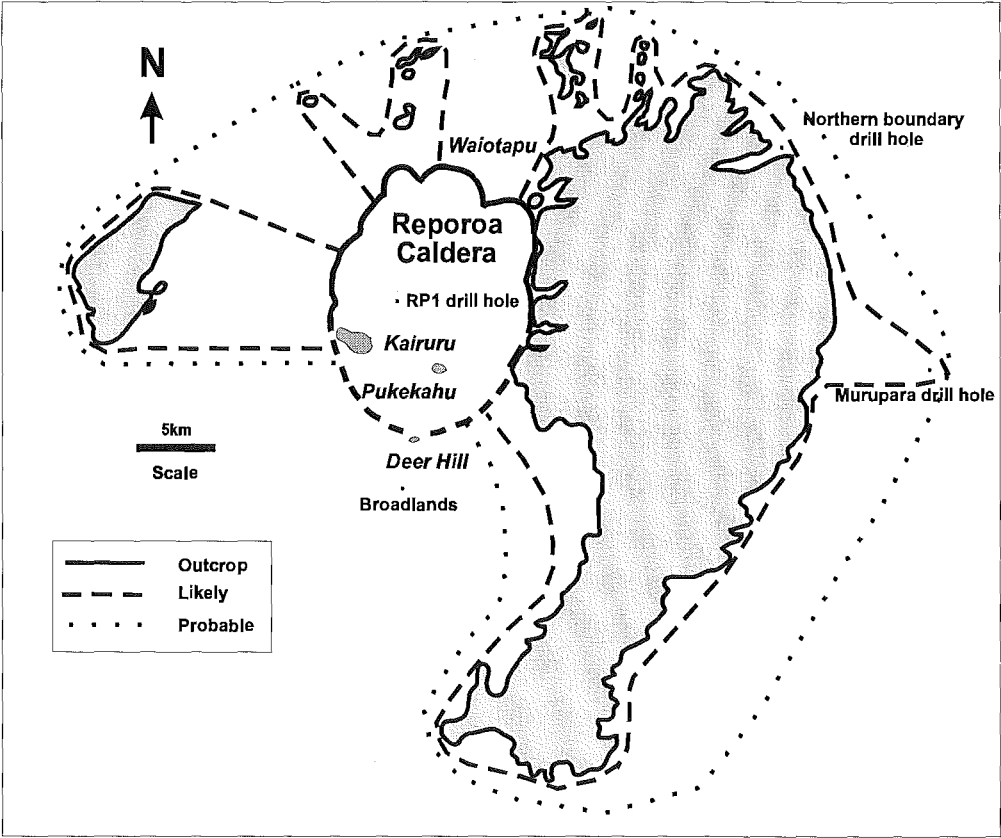 N
Northern boundary
drill hole
Waiotapu
Reporoa
Caldera
RP1 drill hole
Kairuru
Pukekahu
Murupara drill hole
5km
Scale
Deer Hill
Broadlands
Outcrop
Likely
Probable